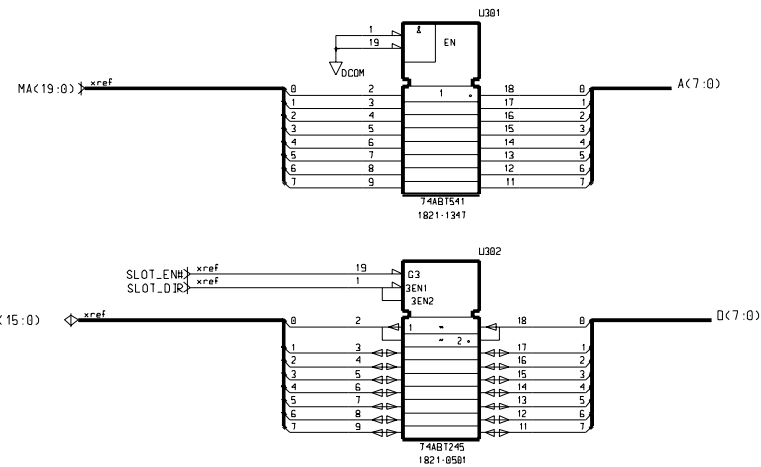 U301
1 & EN
19
DCOM
MA(19:0) xref A(7:0)
0 2 1 18 0
1 3 17 1
2 4 16 2
3 5 15 3
4 6 14 4
5 7 13 5
6 8 12 6
7 9 11 7
74ABT541
1821-1347
U302
SLOT_EN# xref 19 G3
SLOT_DIR xref 1 3EN1
3EN2
(15:0) xref D(7:0)
0 2 1 ~ 18 0
~ 2
1 3 17 1
2 4 16 2
3 5 15 3
4 6 14 4
5 7 13 5
6 8 12 6
7 9 11 7
74ABT245
1821-0501